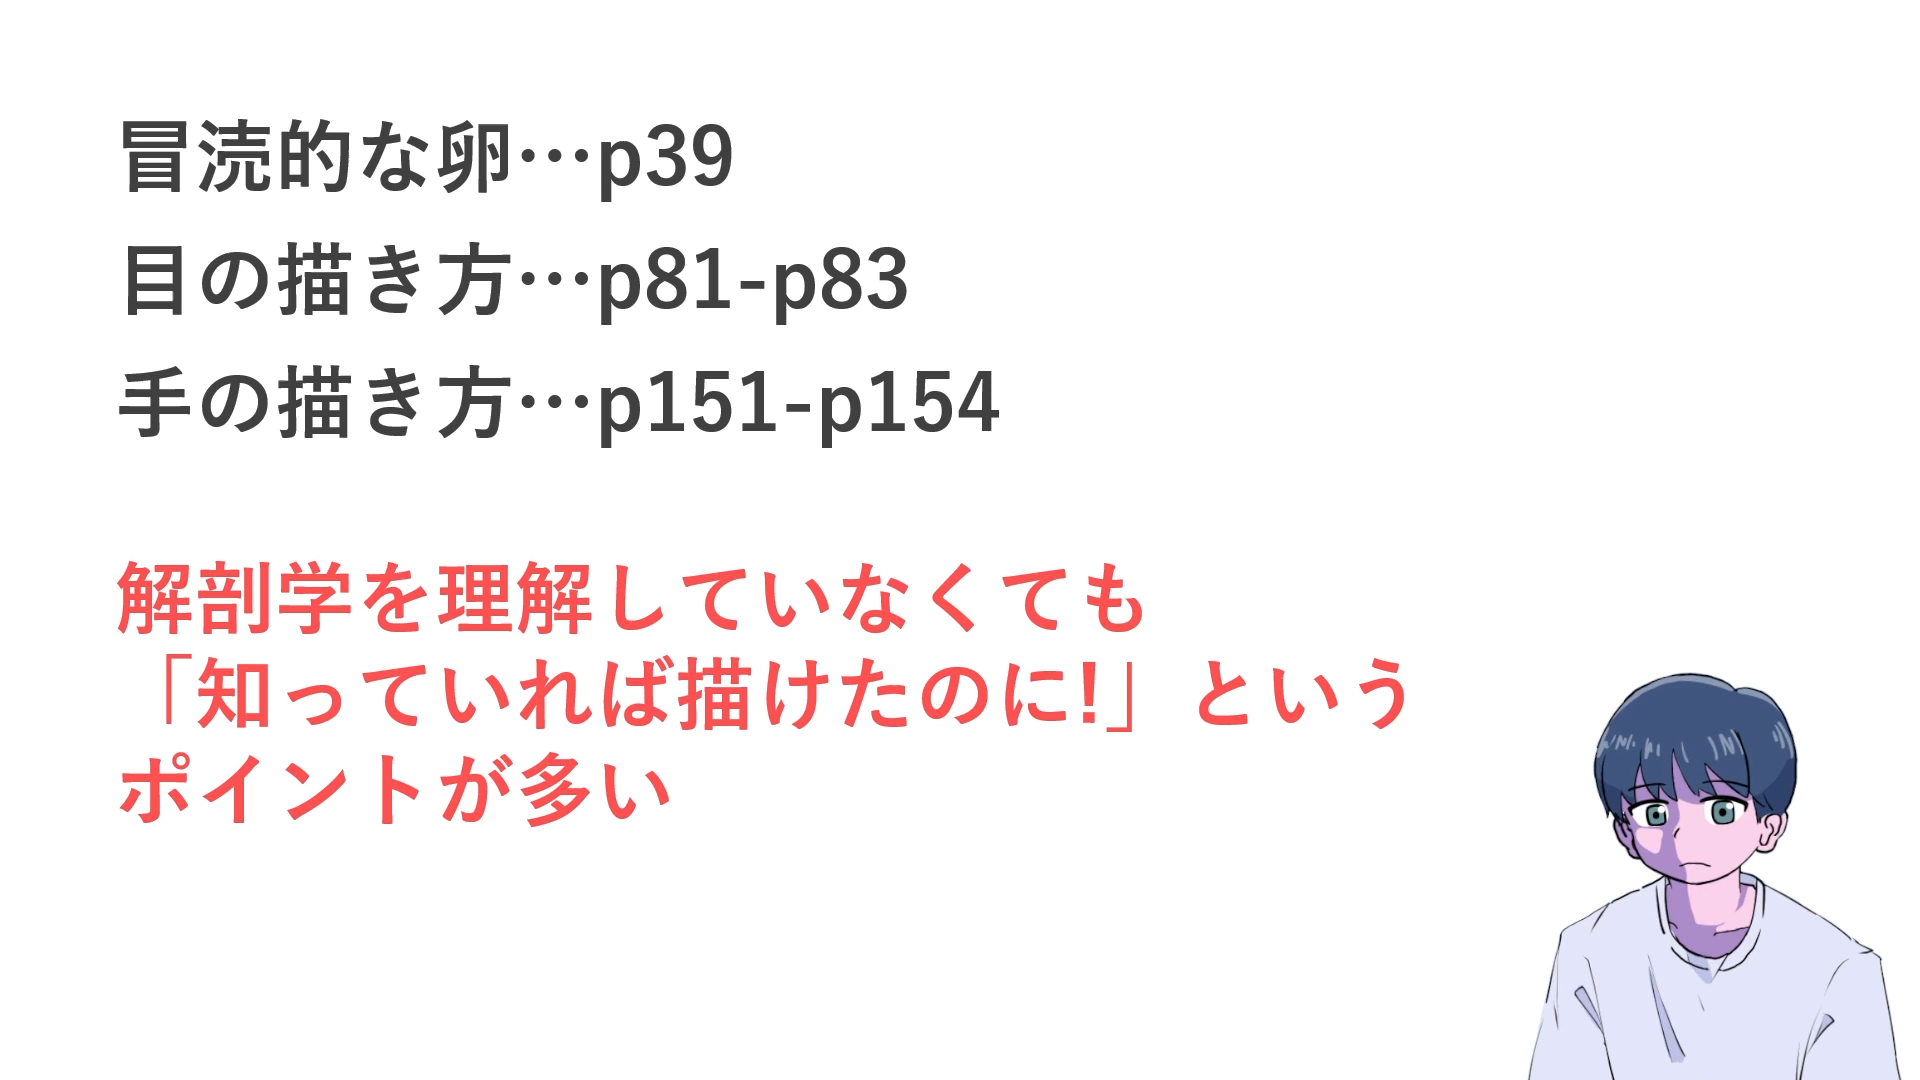 冒涜的な卵…p39
目の描き方…p81-p83
手の描き方…p151-p154
解剖学を理解していなくても
「知っていれば描けたのに!」という
ポイントが多い